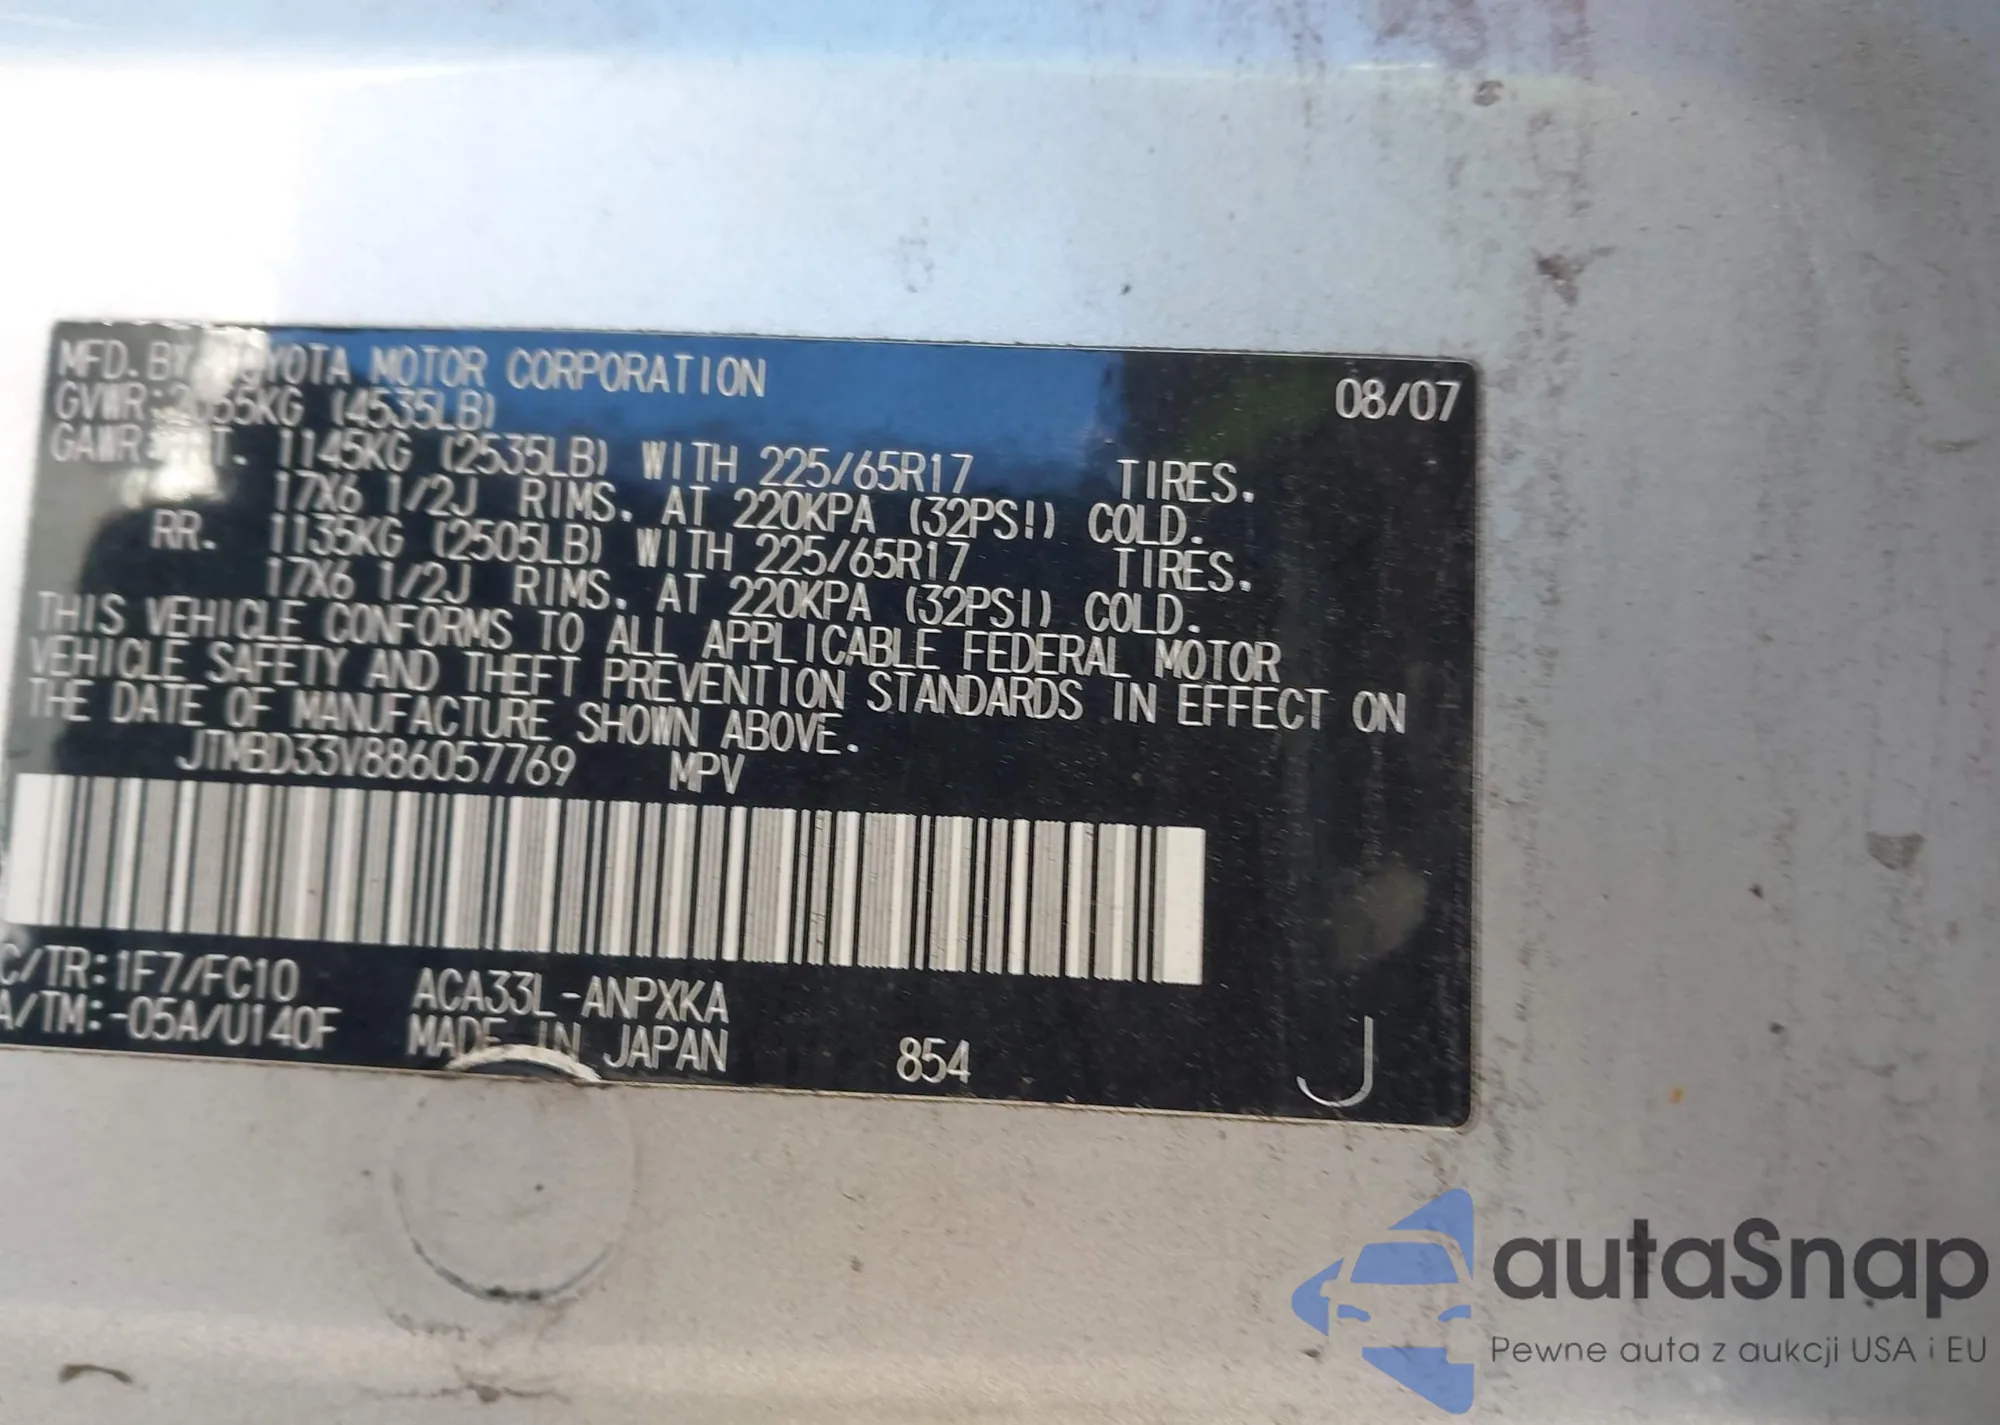 MFD. BY TOYOTA MOTOR CORPORATION 08/07
GVWR: 2055KG (4535LB)
GAWR: FRT. 1145KG (2535LB) WITH 225/65R17 TIRES.
17X6 1/2J RIMS. AT 220KPA (32PSI) COLD.
RR. 1135KG (2505LB) WITH 225/65R17 TIRES.
17X6 1/2J RIMS. AT 220KPA (32PSI) COLD.
THIS VEHICLE CONFORMS TO ALL APPLICABLE FEDERAL MOTOR
VEHICLE SAFETY AND THEFT PREVENTION STANDARDS IN EFFECT ON
THE DATE OF MANUFACTURE SHOWN ABOVE.
JTMBD33V886057769 MPV
C/TR: 1F7/FC10 ACA33L-ANPXKA
A/TM: -05A/U140F MADE IN JAPAN 854 J
autaSnap
Pewne auta z aukcji USA i EU